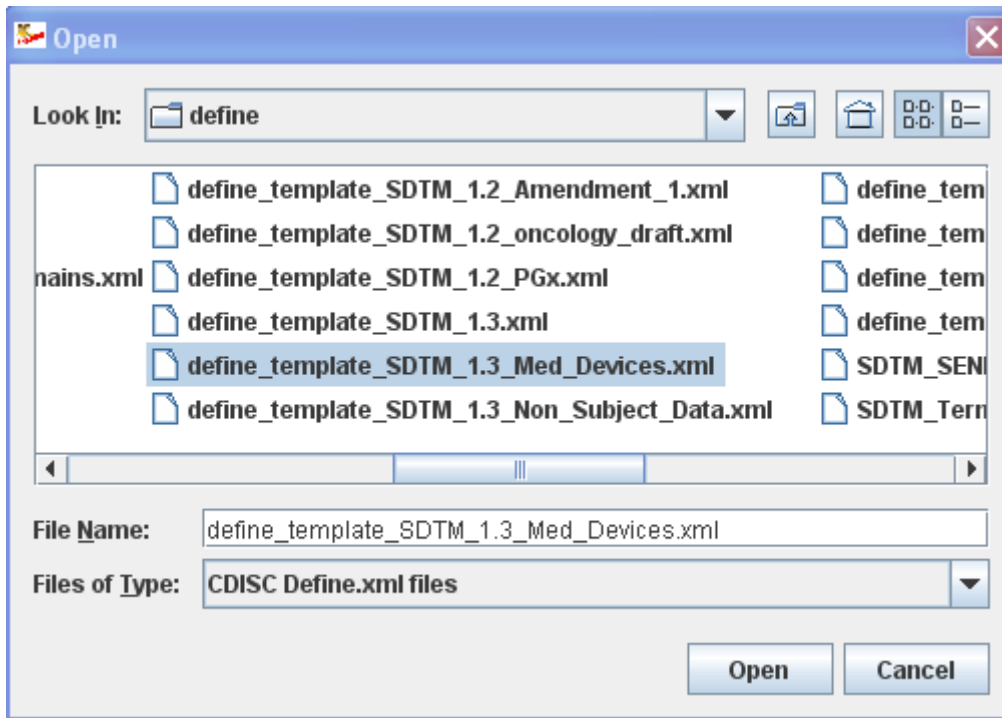 Open
Look In: define
define_template_SDTM_1.2_Amendment_1.xml define_tem
define_template_SDTM_1.2_oncology_draft.xml define_tem
nains.xml define_template_SDTM_1.2_PGx.xml define_tem
define_template_SDTM_1.3.xml define_tem
define_template_SDTM_1.3_Med_Devices.xml SDTM_SEN
define_template_SDTM_1.3_Non_Subject_Data.xml SDTM_Tern
File Name: define_template_SDTM_1.3_Med_Devices.xml
Files of Type: CDISC Define.xml files
Open Cancel